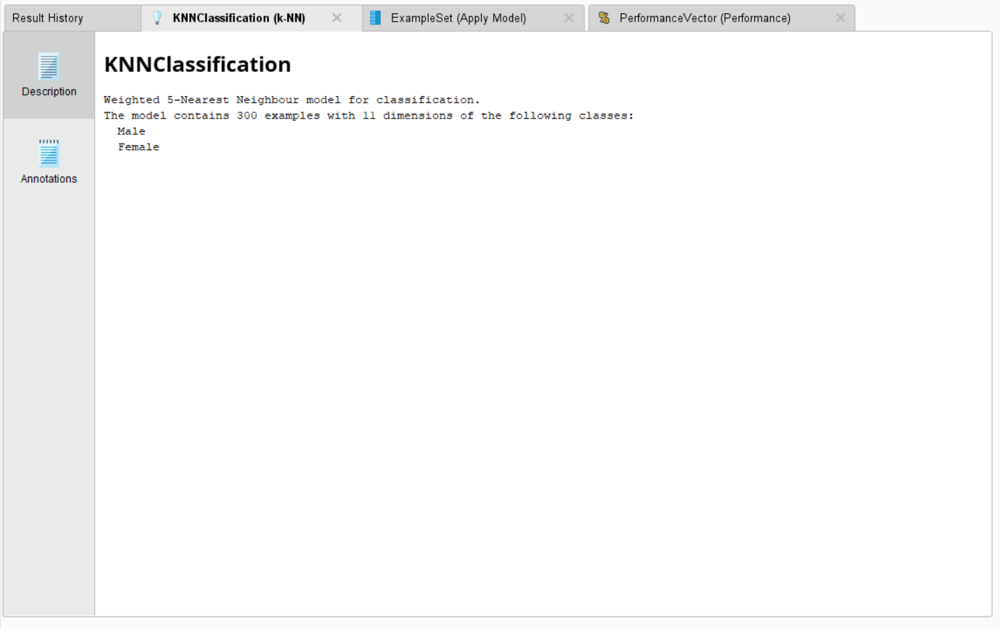 Result History
KNNClassification (k-NN)
ExampleSet (Apply Model)
PerformanceVector (Performance)
Description
Annotations
KNNClassification
Weighted 5-Nearest Neighbour model for classification.
The model contains 300 examples with 11 dimensions of the following classes:
Male
Female